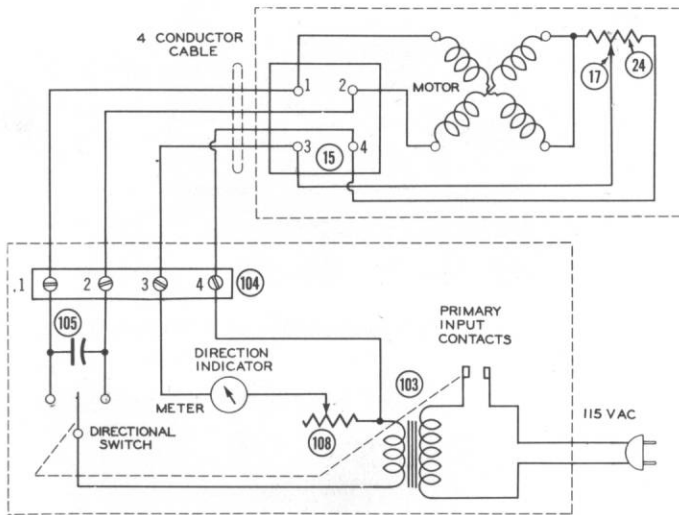 4 CONDUCTOR
CABLE
1
2
3
4
15
MOTOR
17
24
.1
2
3
4
104
105
DIRECTION
INDICATOR
METER
108
103
PRIMARY
INPUT
CONTACTS
115 VAC
DIRECTIONAL
SWITCH